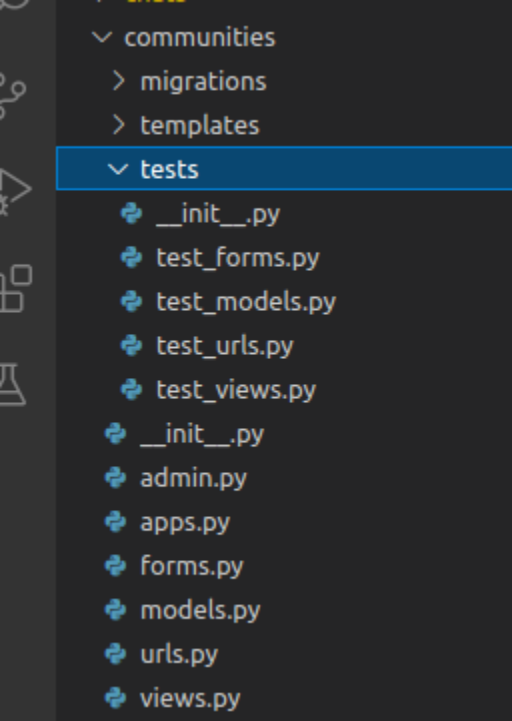 communities
migrations
templates
tests
__init__.py
test_forms.py
test_models.py
test_urls.py
test_views.py
__init__.py
admin.py
apps.py
forms.py
models.py
urls.py
views.py